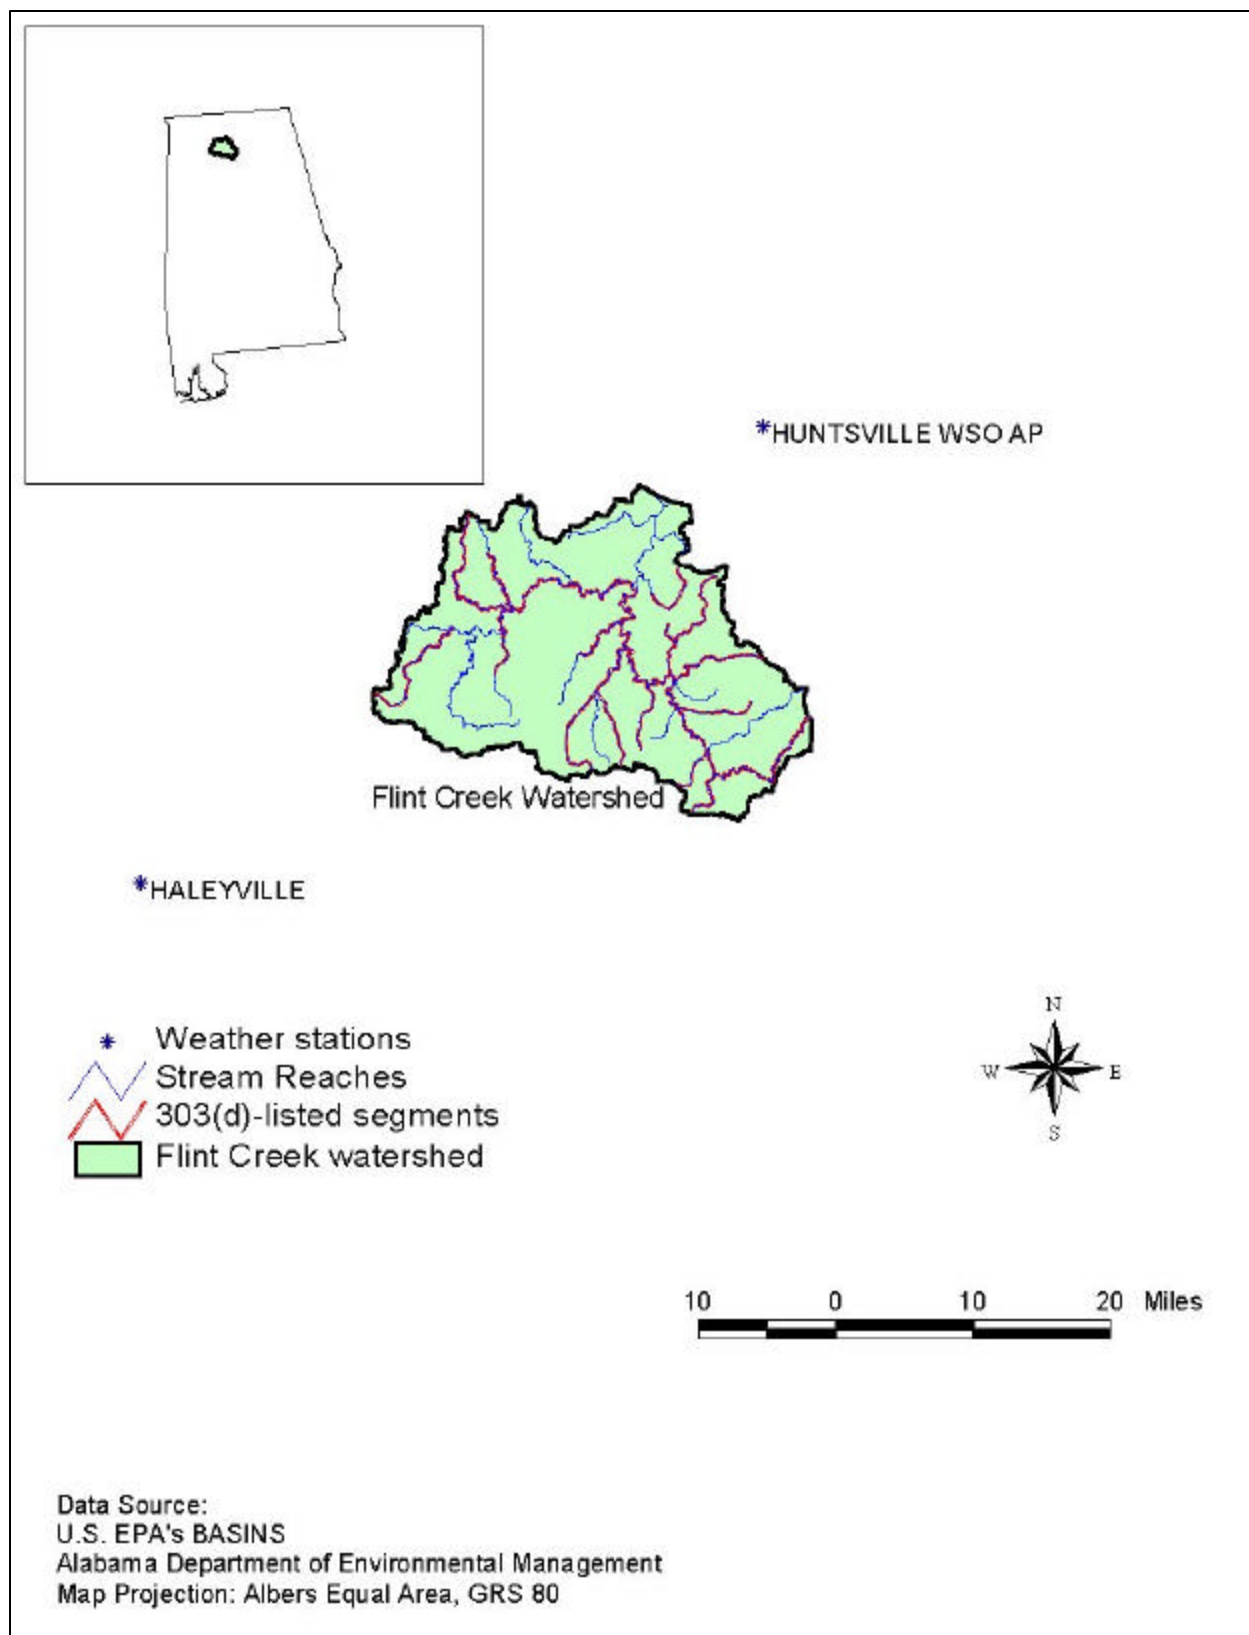 *HUNTSVILLE WSO AP
Flint Creek Watershed
*HALEYVILLE
* Weather stations
Stream Reaches
303(d)-listed segments
Flint Creek watershed
N
W E
S
10 0 10 20 Miles
Data Source:
U.S. EPA's BASINS
Alabama Department of Environmental Management
Map Projection: Albers Equal Area, GRS 80